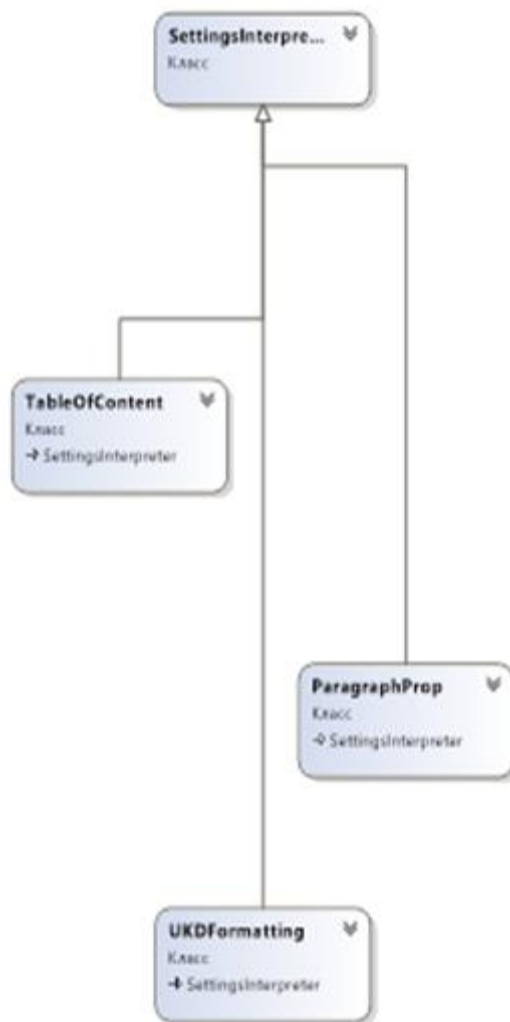 SettingsInterpre...
Класс
TableOfContent
Класс
SettingsInterpreter
ParagraphProp
Класс
SettingsInterpreter
UKDFormatting
Класс
SettingsInterpreter